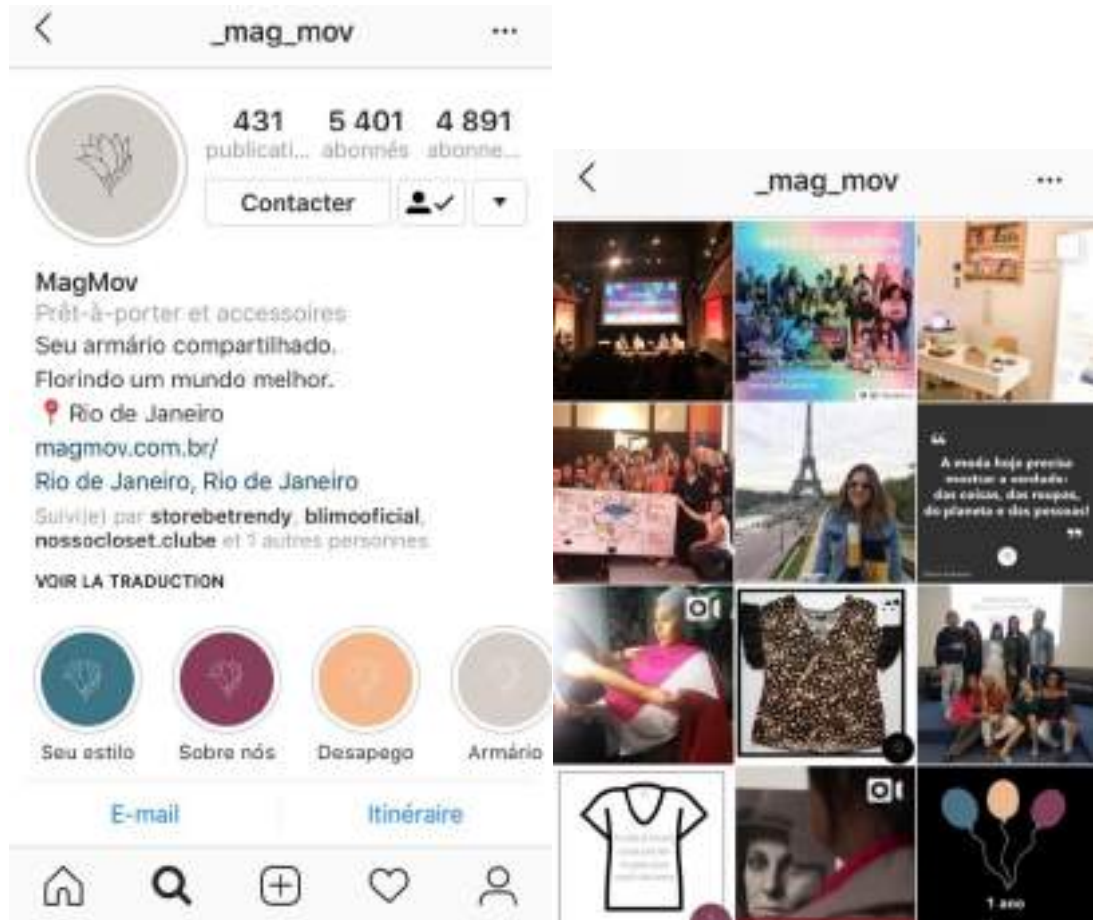 _mag_mov
431 5 401 4 891
publicati... abonnés abonne...
Contacter
MagMov
Prêt-à-porter et accessoires
Seu armário compartilhado.
Florindo um mundo melhor.
Rio de Janeiro
magmov.com.br/
Rio de Janeiro, Rio de Janeiro
Suivi(e) par storebetrendy, blimooficial,
nossocloset.clube et 1 autres personnes
VOIR LA TRADUCTION
Seu estilo Sobre nós Desapego Armário
E-mail Itinéraire
_mag_mov
“
A moda hoje precisa
mostrar a verdade:
das coisas, das roupas,
do planeta e das pessoas!
”
1 ano